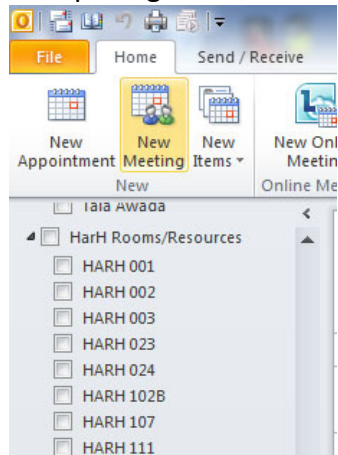 File Home Send / Receive
New New New New Onl
Appointment Meeting Items Meetin
New Online Me
Tala Awada
HarH Rooms/Resources
HARH 001
HARH 002
HARH 003
HARH 023
HARH 024
HARH 102B
HARH 107
HARH 111